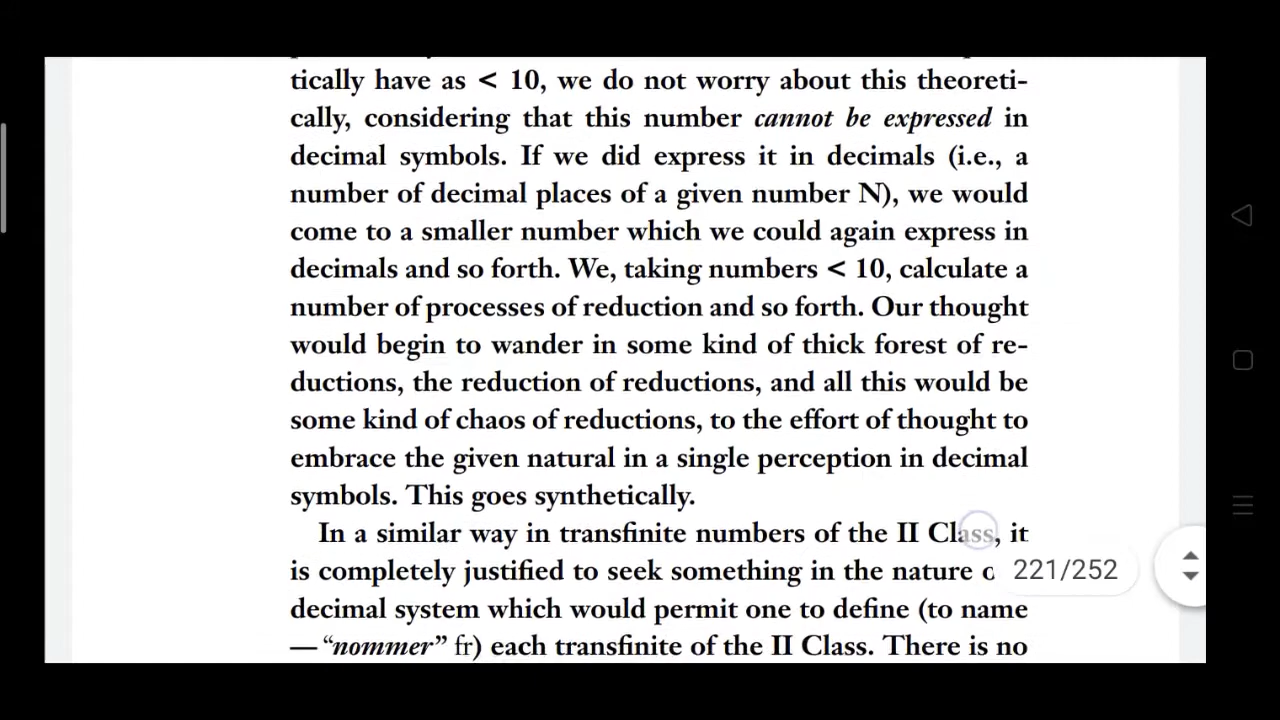 tically have as < 10, we do not worry about this theoreti-
cally, considering that this number cannot be expressed in
decimal symbols. If we did express it in decimals (i.e., a
number of decimal places of a given number N), we would
come to a smaller number which we could again express in
decimals and so forth. We, taking numbers < 10, calculate a
number of processes of reduction and so forth. Our thought
would begin to wander in some kind of thick forest of re-
ductions, the reduction of reductions, and all this would be
some kind of chaos of reductions, to the effort of thought to
embrace the given natural in a single perception in decimal
symbols. This goes synthetically.
In a similar way in transfinite numbers of the II Class, it
is completely justified to seek something in the nature
221/252
decimal system which would permit one to define (to name
— “nommer” fr) each transfinite of the II Class. There is no